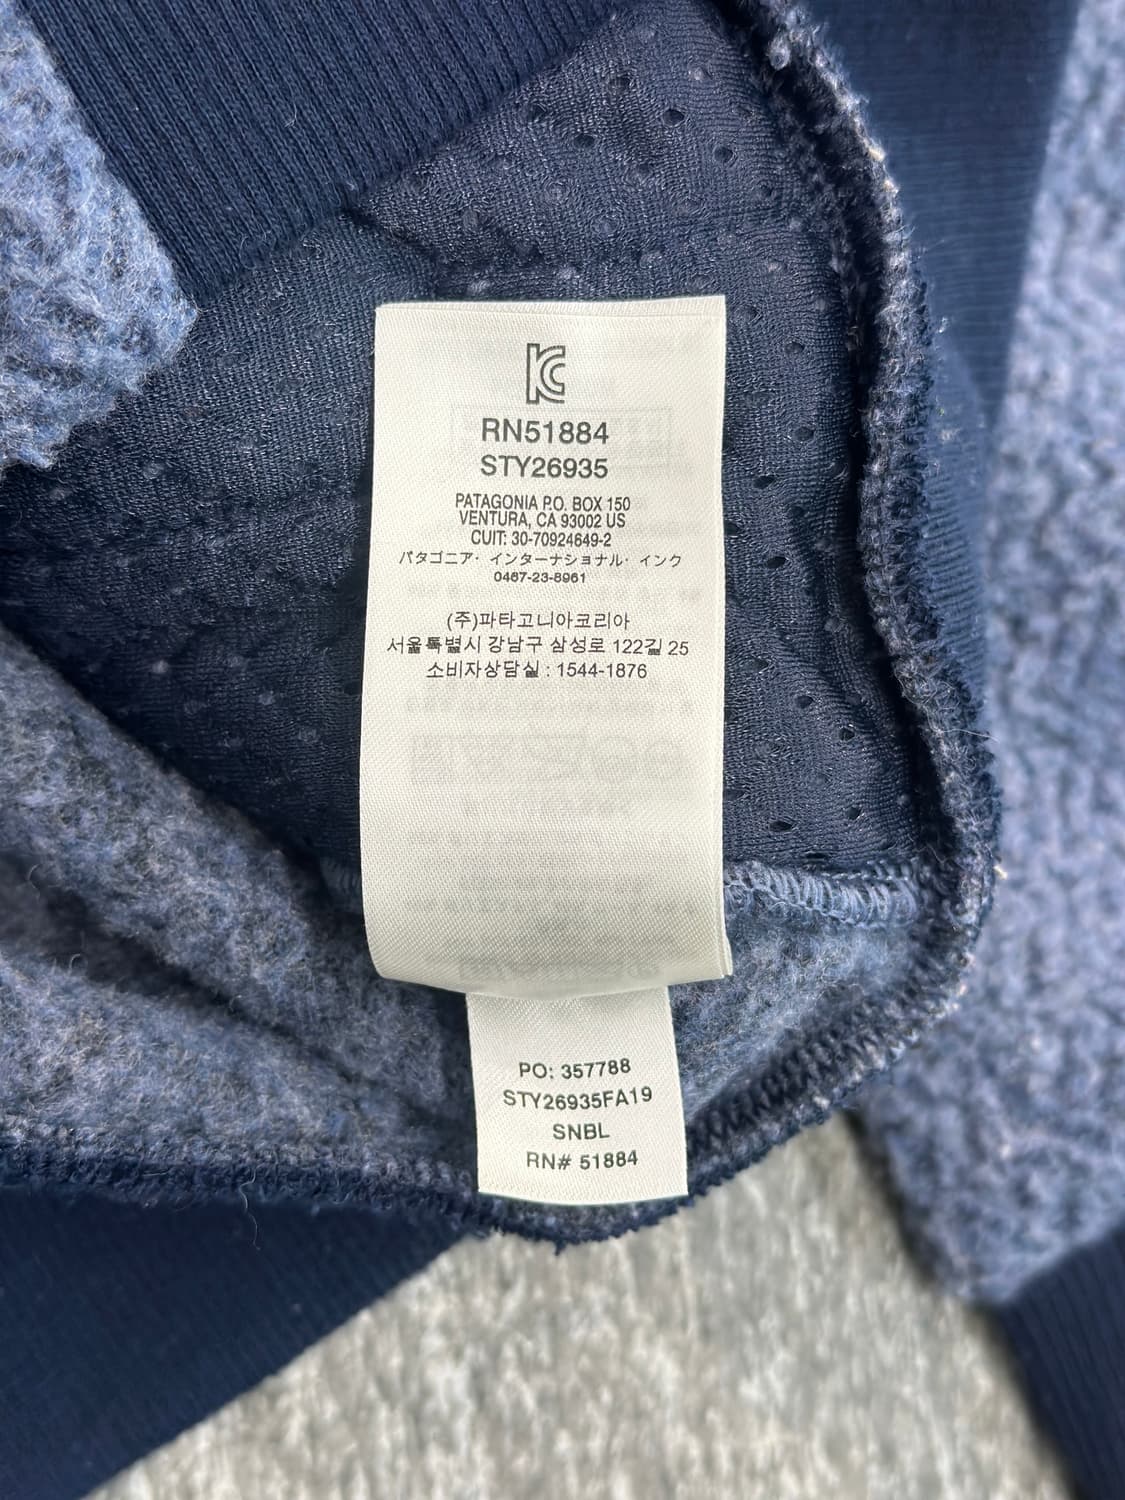 KC
RN51884
STY26935
PATAGONIA P.O. BOX 150
VENTURA, CA 93002 US
CUIT: 30-70924649-2
パタゴニア・ インターナショナル・ インク
0467-23-8961
(주)파타고니아코리아
서울특별시 강남구 삼성로 122길 25
소비자상담실 : 1544-1876
PO: 357788
STY26935FA19
SNBL
RN# 51884